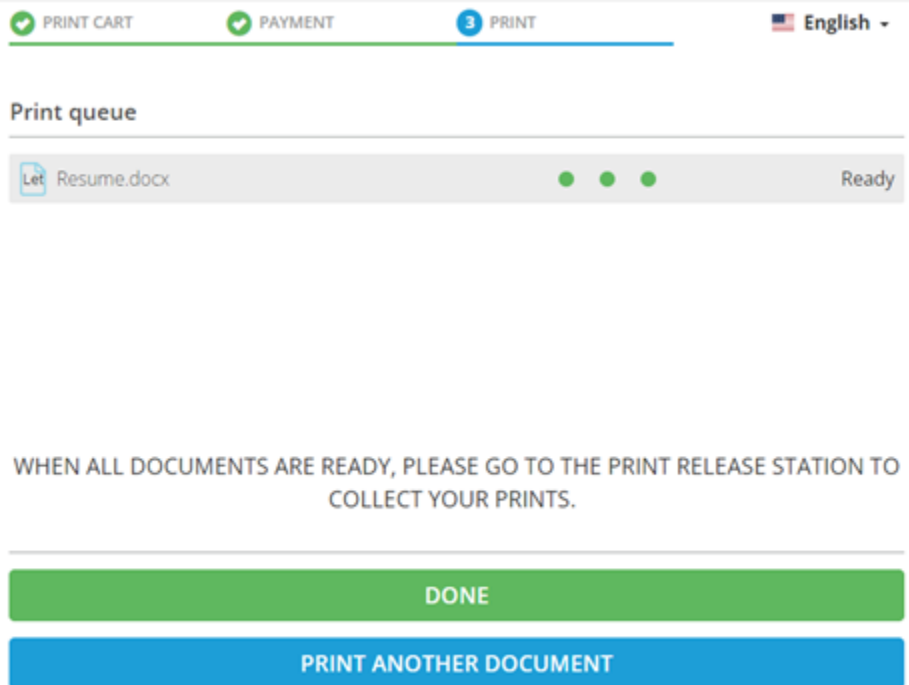 PRINT CART PAYMENT 3 PRINT English
Print queue
Let Resume.docx Ready
WHEN ALL DOCUMENTS ARE READY, PLEASE GO TO THE PRINT RELEASE STATION TO
COLLECT YOUR PRINTS.
DONE
PRINT ANOTHER DOCUMENT